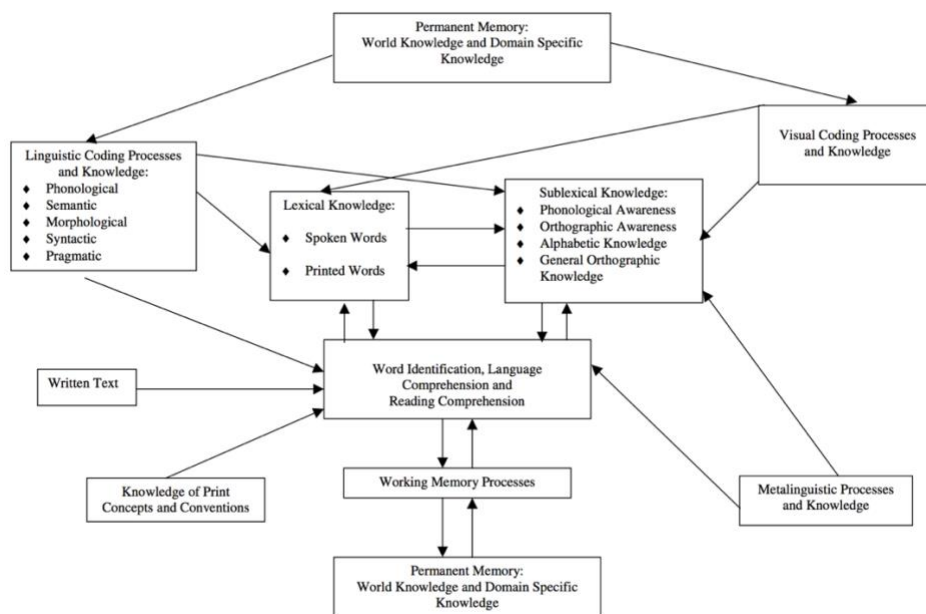 Permanent Memory:
World Knowledge and Domain Specific
Knowledge
Visual Coding Processes
and Knowledge
Linguistic Coding Processes
and Knowledge:
♦ Phonological
♦ Semantic
♦ Morphological
♦ Syntactic
♦ Pragmatic
Lexical Knowledge:
♦ Spoken Words
♦ Printed Words
Sublexical Knowledge:
♦ Phonological Awareness
♦ Orthographic Awareness
♦ Alphabetic Knowledge
♦ General Orthographic
Knowledge
Word Identification, Language
Comprehension and
Reading Comprehension
Written Text
Knowledge of Print
Concepts and Conventions
Working Memory Processes
Metalinguistic Processes
and Knowledge
Permanent Memory:
World Knowledge and Domain Specific
Knowledge